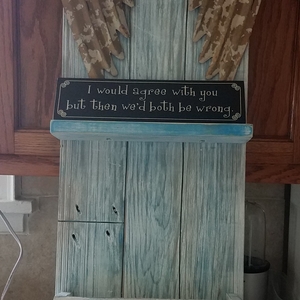 I would agree with you
but then we'd both be wrong.